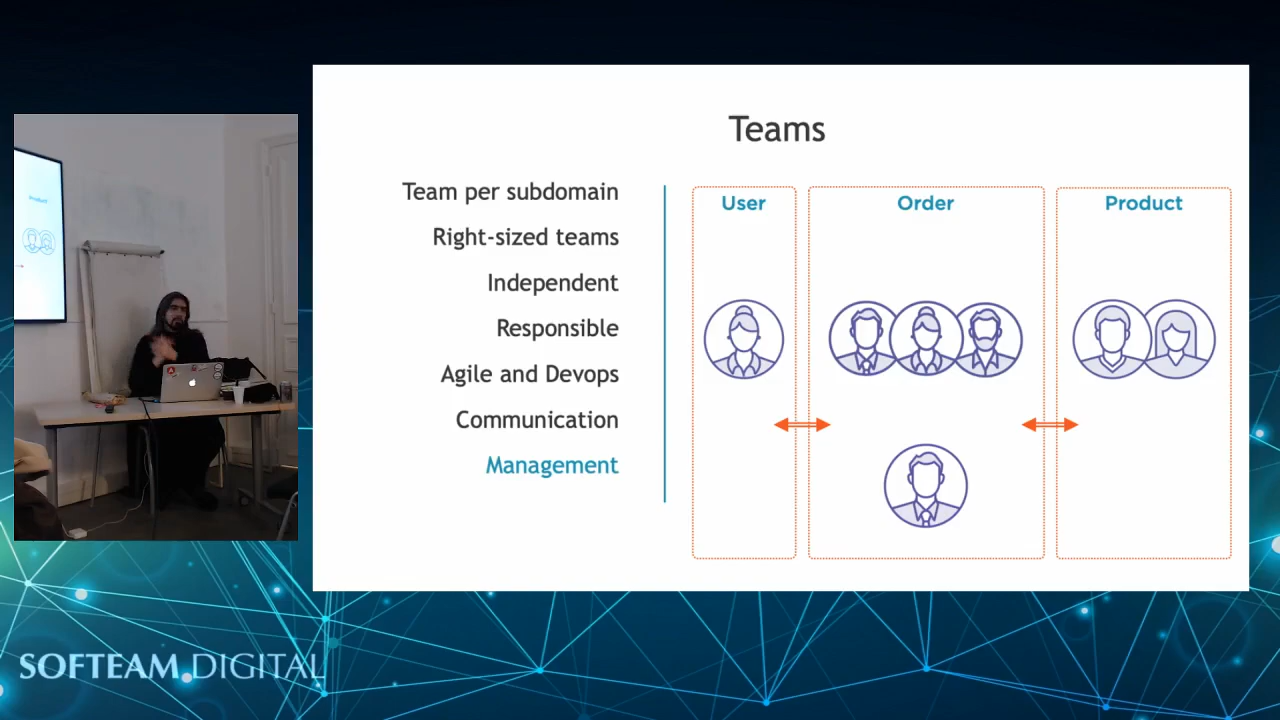 Teams
Team per subdomain
Right-sized teams
Independent
Responsible
Agile and Devops
Communication
Management
User
Order
Product
Product
SOFTEAM DIGITAL